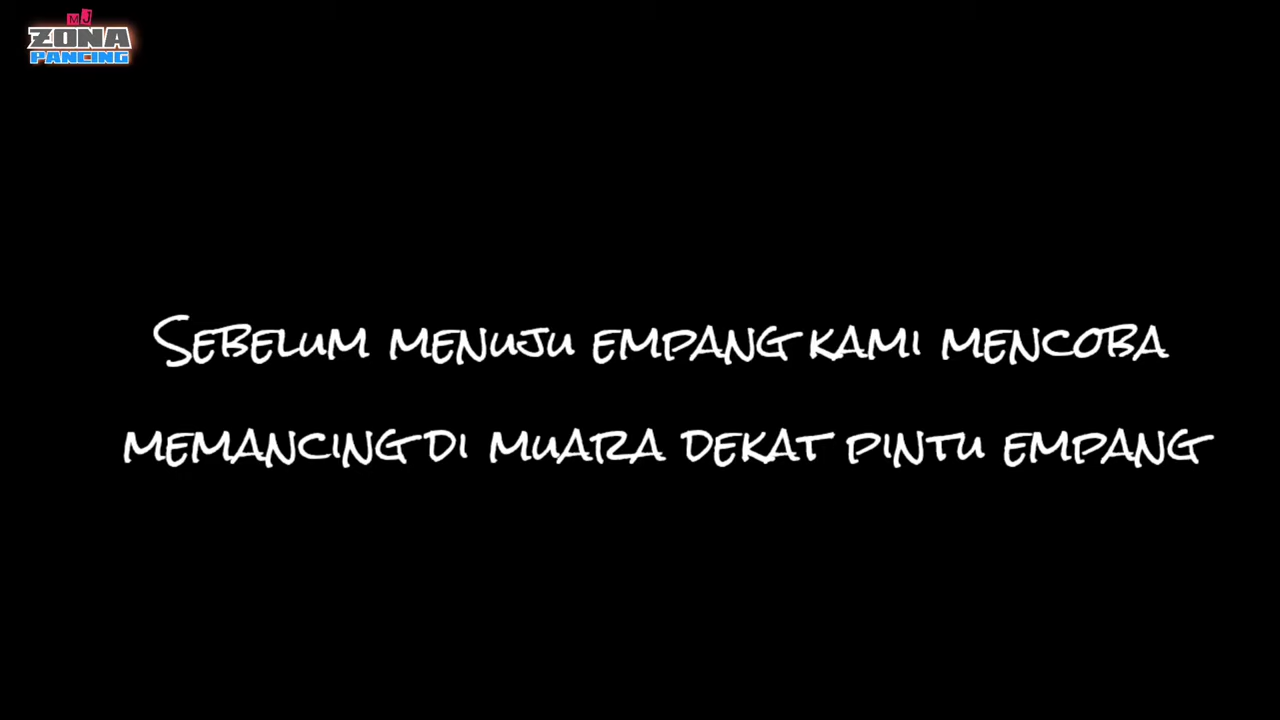 MJ
ZONA
PANCING
Sebelum menuju empang kami mencoba
memancing di muara dekat pintu empang